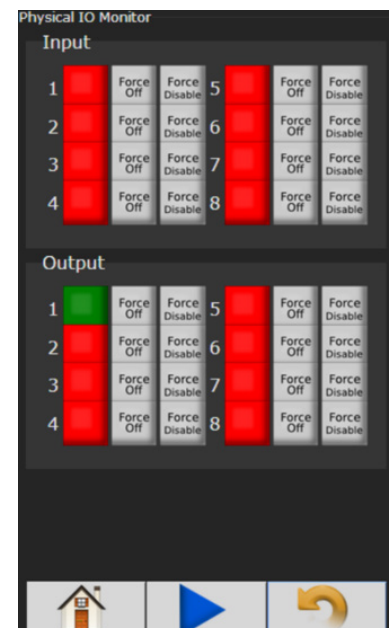 Physical IO Monitor
Input
1 Force Off Force Disable 5 Force Off Force Disable
2 Force Off Force Disable 6 Force Off Force Disable
3 Force Off Force Disable 7 Force Off Force Disable
4 Force Off Force Disable 8 Force Off Force Disable
Output
1 Force Off Force Disable 5 Force Off Force Disable
2 Force Off Force Disable 6 Force Off Force Disable
3 Force Off Force Disable 7 Force Off Force Disable
4 Force Off Force Disable 8 Force Off Force Disable